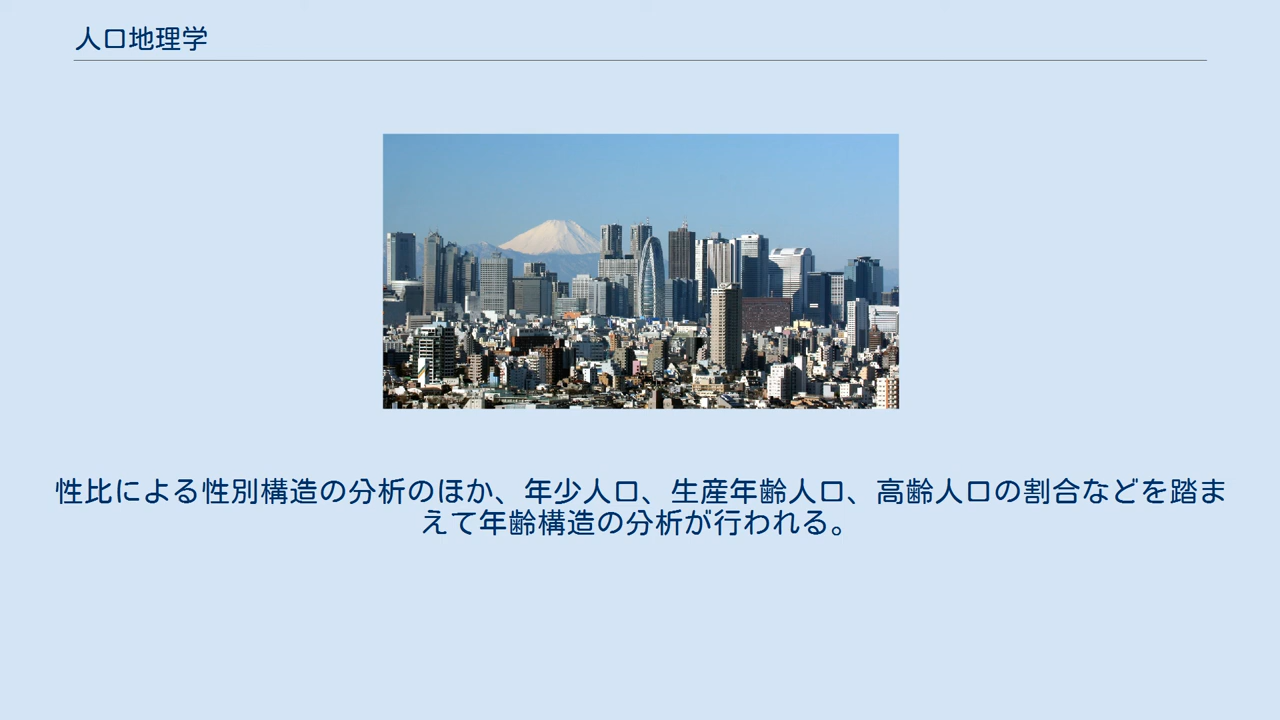 人口地理学
性比による性別構造の分析のほか、年少人口、生産年齢人口、高齢人口の割合などを踏ま
えて年齢構造の分析が行われる。